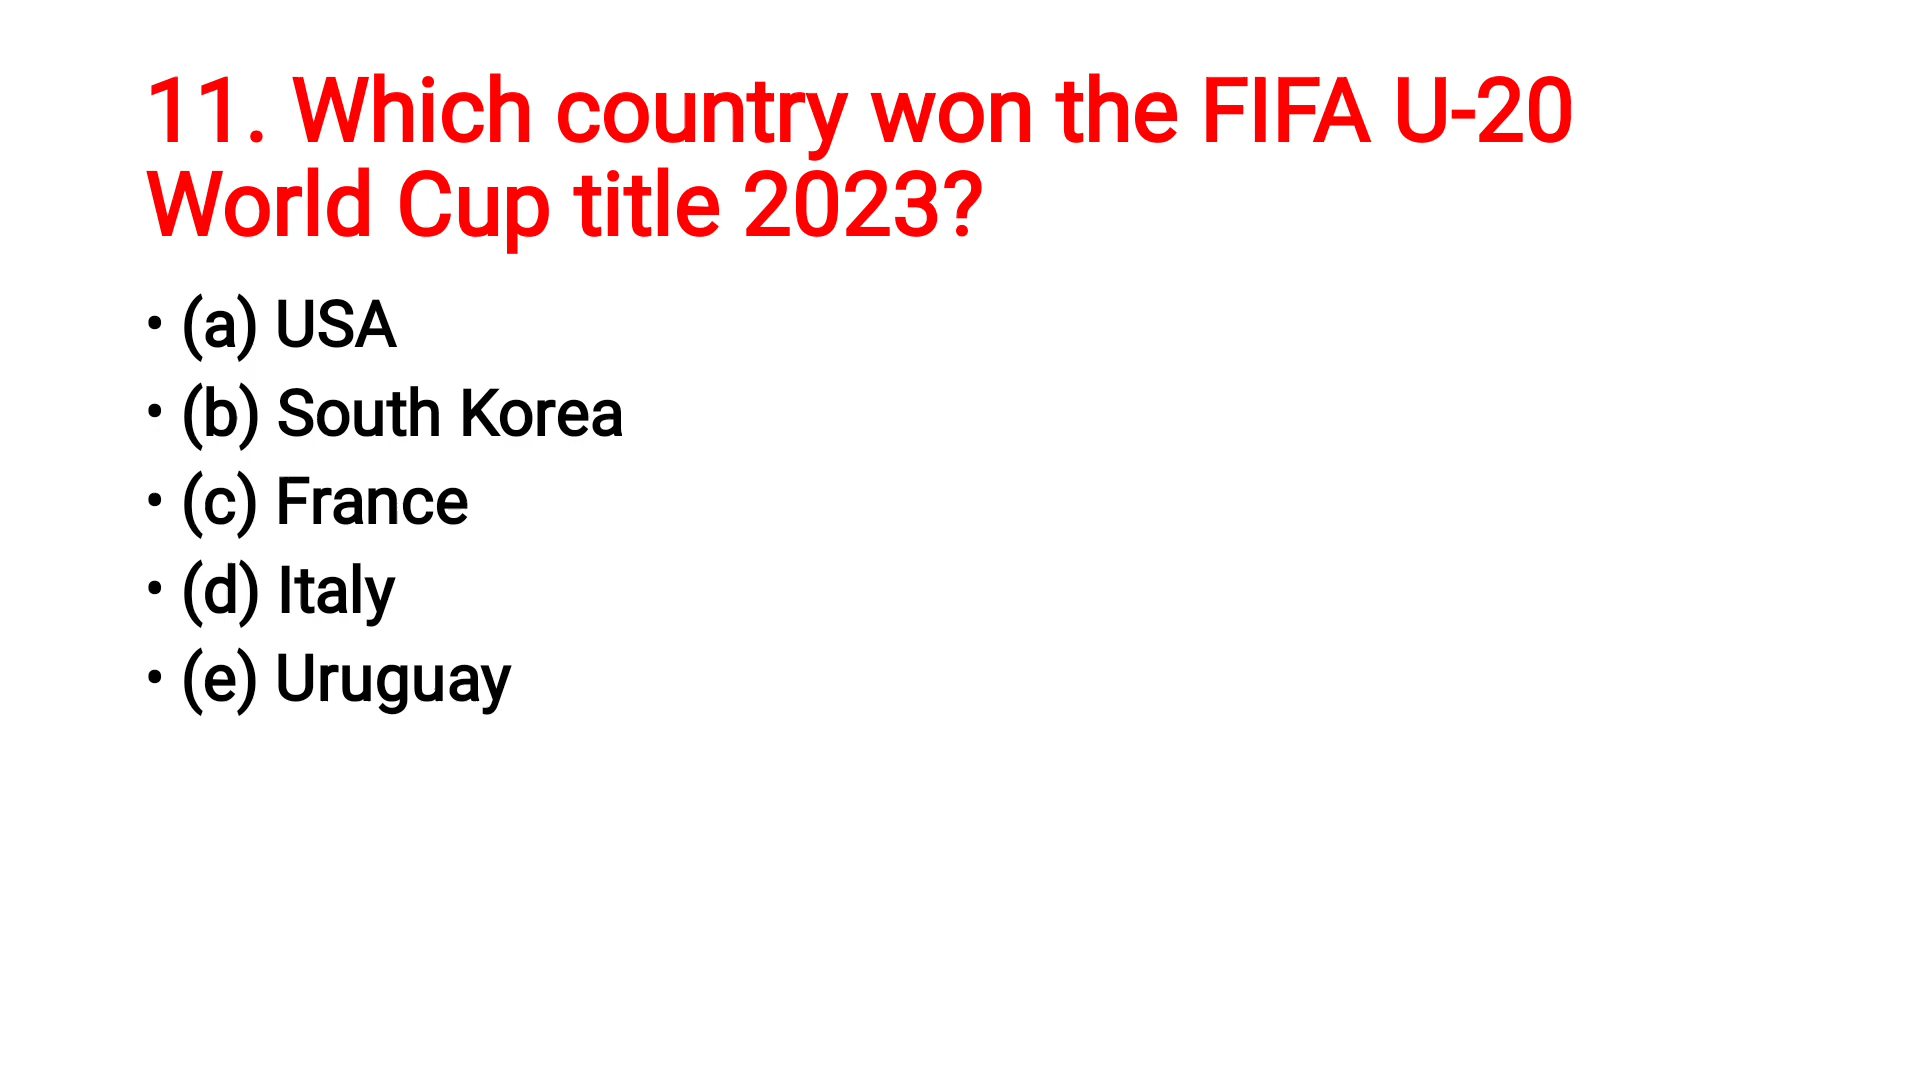 11. Which country won the FIFA U-20
World Cup title 2023?
• (a) USA
• (b) South Korea
• (c) France
• (d) Italy
• (e) Uruguay